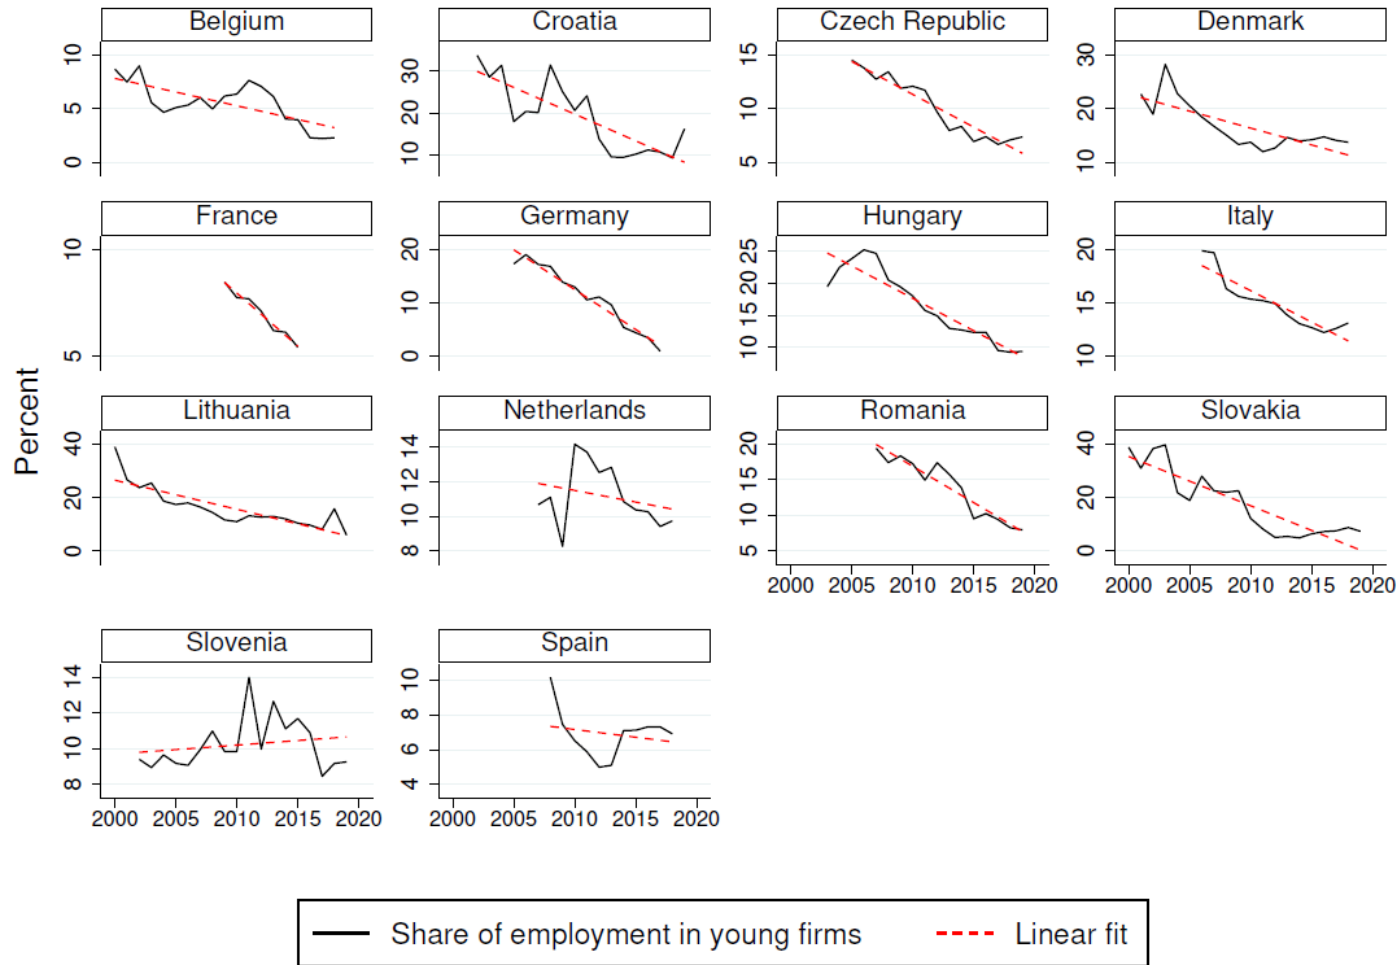 Belgium Croatia Czech Republic Denmark
0 5 10
10 20 30
5 10 15
10 20 30
France Germany Hungary Italy
5 10
0 10 20
10 15 20 25
10 15 20
Lithuania Netherlands Romania Slovakia
0 20 40
8 10 12 14
5 10 15 20
0 20 40
2000 2005 2010 2015 2020
2000 2005 2010 2015 2020
Slovenia Spain
8 10 12 14
4 6 8 10
2000 2005 2010 2015 2020
2000 2005 2010 2015 2020
Percent
Share of employment in young firms Linear fit